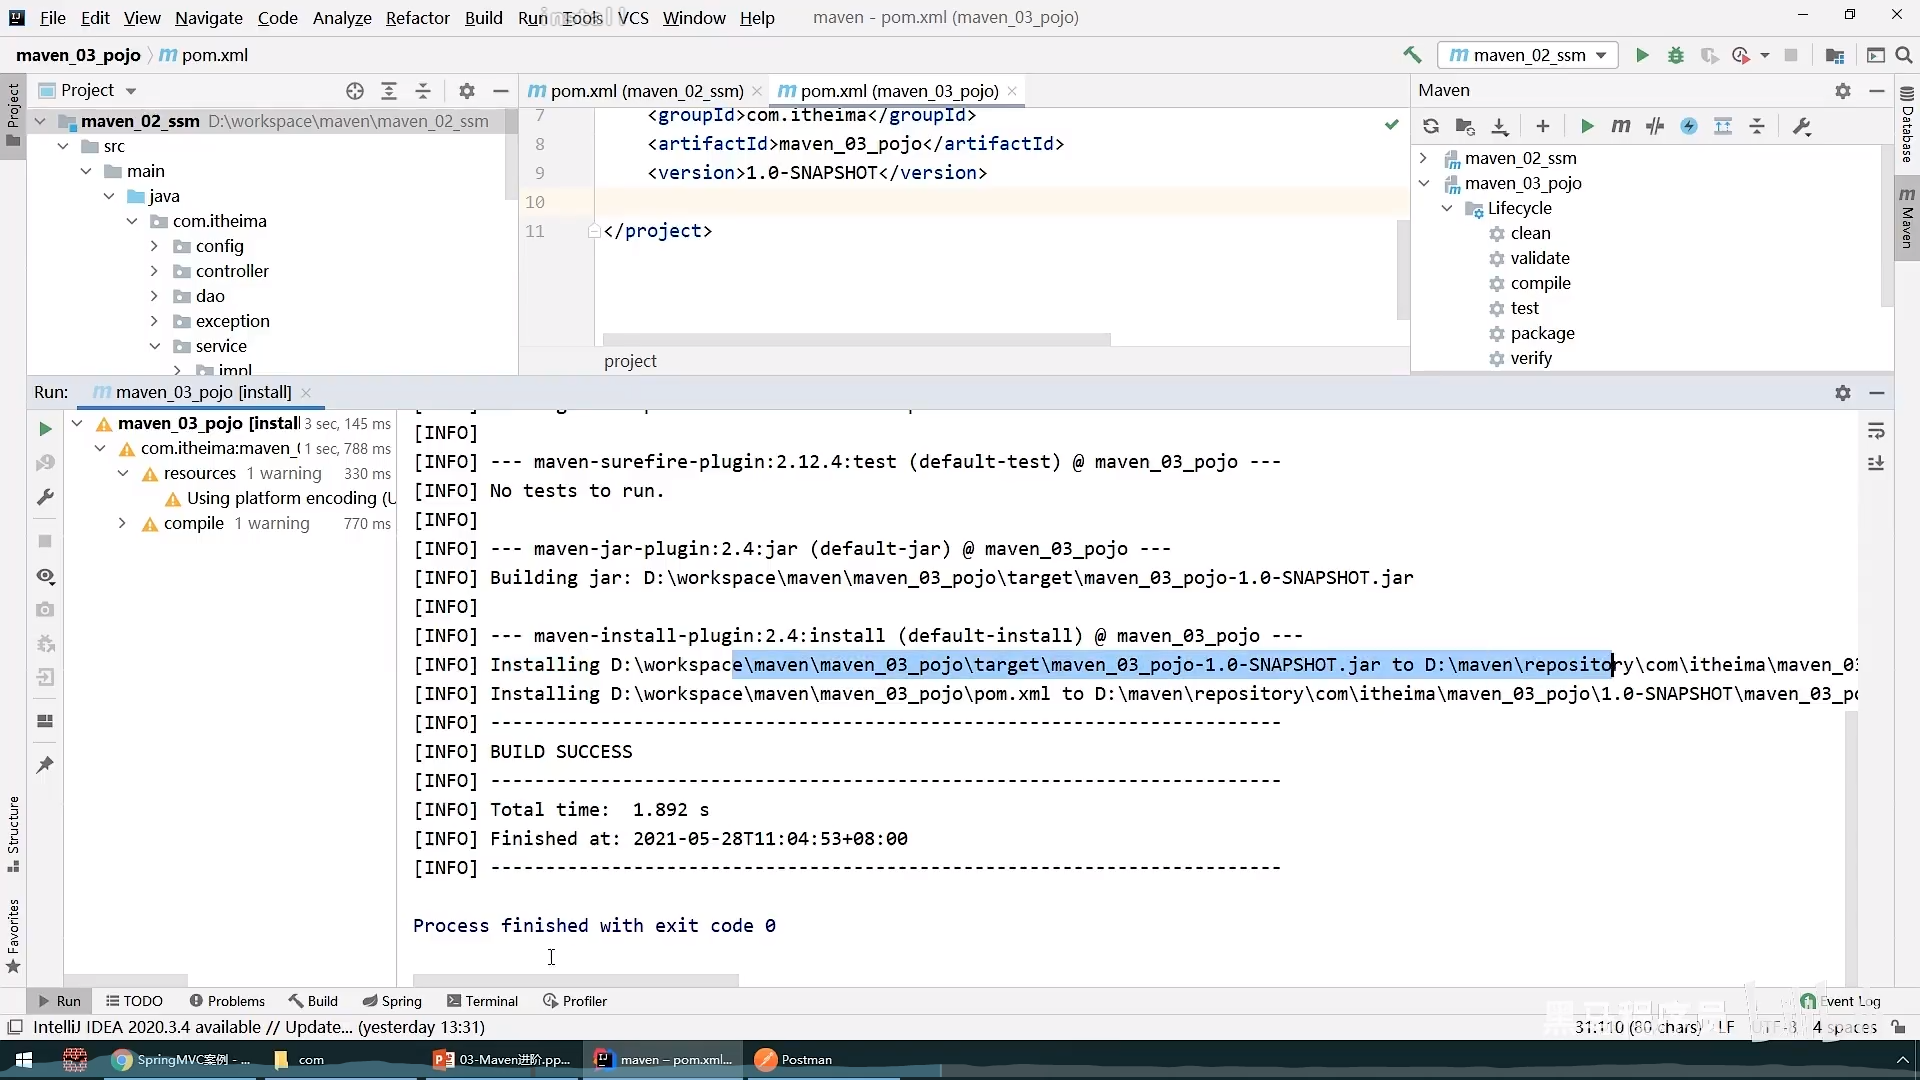 File Edit View Navigate Code Analyze Refactor Build Run Tools VCS Window Help maven - pom.xml (maven_03_pojo)
install
maven_03_pojo pom.xml maven_02_ssm
Project
pom.xml (maven_02_ssm) pom.xml (maven_03_pojo)
Maven
maven_02_ssm D:\workspace\maven\maven_02_ssm
src
main
java
com.itheima
config
controller
dao
exception
service
impl
7 <groupId>com.itheima</groupId>
8 <artifactId>maven_03_pojo</artifactId>
9 <version>1.0-SNAPSHOT</version>
10
11 </project>
project
maven_02_ssm
maven_03_pojo
Lifecycle
clean
validate
compile
test
package
verify
Project
Structure
Favorites
Database
Maven
Run: maven_03_pojo [install]
maven_03_pojo [install 3 sec, 145 ms
com.itheima:maven_0 1 sec, 788 ms
resources 1 warning 330 ms
Using platform encoding (U
compile 1 warning 770 ms
[INFO]
[INFO] --- maven-surefire-plugin:2.12.4:test (default-test) @ maven_03_pojo ---
[INFO] No tests to run.
[INFO]
[INFO] --- maven-jar-plugin:2.4:jar (default-jar) @ maven_03_pojo ---
[INFO] Building jar: D:\workspace\maven\maven_03_pojo\target\maven_03_pojo-1.0-SNAPSHOT.jar
[INFO]
[INFO] --- maven-install-plugin:2.4:install (default-install) @ maven_03_pojo ---
[INFO] Installing D:\workspace\maven\maven_03_pojo\target\maven_03_pojo-1.0-SNAPSHOT.jar to D:\maven\repository\com\itheima\maven_03
[INFO] Installing D:\workspace\maven\maven_03_pojo\pom.xml to D:\maven\repository\com\itheima\maven_03_pojo\1.0-SNAPSHOT\maven_03_po
[INFO] ------------------------------------------------------------------------
[INFO] BUILD SUCCESS
[INFO] ------------------------------------------------------------------------
[INFO] Total time:  1.892 s
[INFO] Finished at: 2021-05-28T11:04:53+08:00
[INFO] ------------------------------------------------------------------------
Process finished with exit code 0
Run TODO Problems Build Spring Terminal Profiler Event Log
IntelliJ IDEA 2020.3.4 available // Update... (yesterday 13:31) 31:110 (80 chars) LF UTF-8 4 spaces
黑马程序员
SpringMVC案例 - ... com 03-Maven进阶.pp... maven – pom.xml... Postman